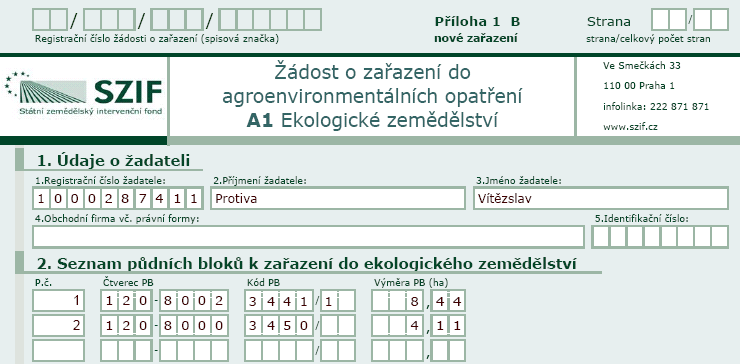 / / / Příloha 1 B Strana /
Registrační číslo žádosti o zařazení (spisová značka) nové zařazení strana/celkový počet stran
SZIF
Státní zemědělský intervenční fond
Žádost o zařazení do
agroenvironmentálních opatření
A1 Ekologické zemědělství
Ve Smečkách 33
110 00 Praha 1
infolinka: 222 871 871
www.szif.cz
1. Údaje o žadateli
1.Registrační číslo žadatele: 2.Příjmení žadatele: 3.Jméno žadatele:
1000287411 Protiva Vítězslav
4.Obchodní firma vč. právní formy: 5.Identifikační číslo:
2. Seznam půdních bloků k zařazení do ekologického zemědělství
P.č. Čtverec PB Kód PB Výměra PB (ha)
1 120-8002 3441/1 8,44
2 120-8000 3450/ 4,11
- / ,